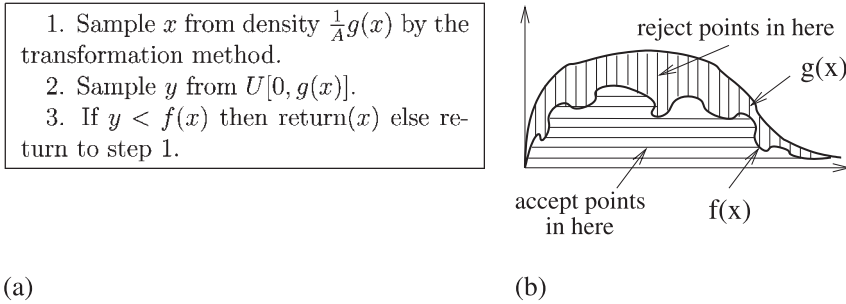 1. Sample x from density \frac{1}{A}g(x) by the
transformation method.
2. Sample y from U[0, g(x)].
3. If y < f(x) then return(x) else re-
turn to step 1.
reject points in here
g(x)
accept points
in here
f(x)
(a)
(b)